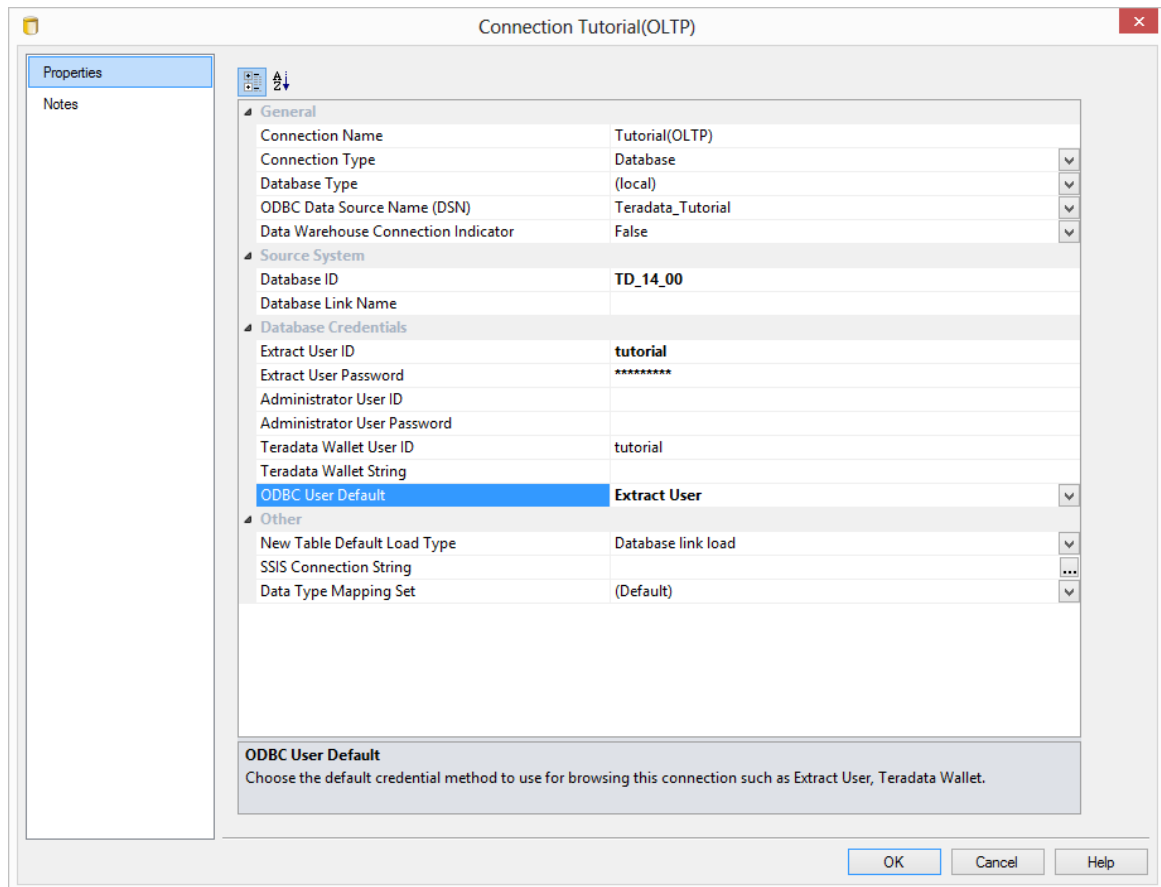 Connection Tutorial(OLTP)
Properties
Notes
General
Connection Name Tutorial(OLTP)
Connection Type Database
Database Type (local)
ODBC Data Source Name (DSN) Teradata_Tutorial
Data Warehouse Connection Indicator False
Source System
Database ID TD_14_00
Database Link Name
Database Credentials
Extract User ID tutorial
Extract User Password *********
Administrator User ID
Administrator User Password
Teradata Wallet User ID tutorial
Teradata Wallet String
ODBC User Default Extract User
Other
New Table Default Load Type Database link load
SSIS Connection String ...
Data Type Mapping Set (Default)
ODBC User Default
Choose the default credential method to use for browsing this connection such as Extract User, Teradata Wallet.
OK Cancel Help